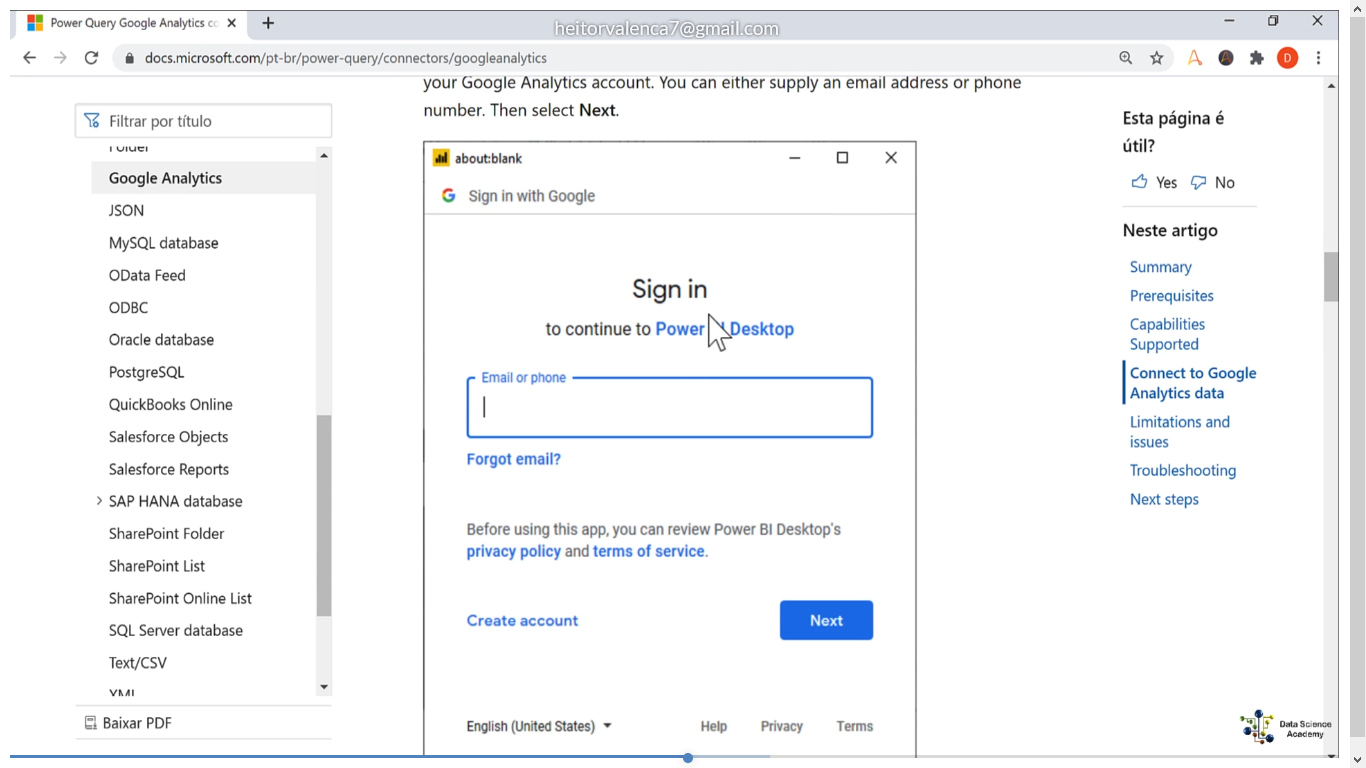 Power Query Google Analytics co
heitorvalenca7@gmail.com
docs.microsoft.com/pt-br/power-query/connectors/googleanalytics
D
Filtrar por título
Folder
Google Analytics
JSON
MySQL database
OData Feed
ODBC
Oracle database
PostgreSQL
QuickBooks Online
Salesforce Objects
Salesforce Reports
SAP HANA database
SharePoint Folder
SharePoint List
SharePoint Online List
SQL Server database
Text/CSV
XML
Baixar PDF
your Google Analytics account. You can either supply an email address or phone
number. Then select Next.
about:blank
Sign in with Google
Sign in
to continue to Power BI Desktop
Email or phone
Forgot email?
Before using this app, you can review Power BI Desktop's
privacy policy and terms of service.
Create account
Next
English (United States)
Help
Privacy
Terms
Esta página é
útil?
Yes
No
Neste artigo
Summary
Prerequisites
Capabilities
Supported
Connect to Google
Analytics data
Limitations and
issues
Troubleshooting
Next steps
Data Science
Academy